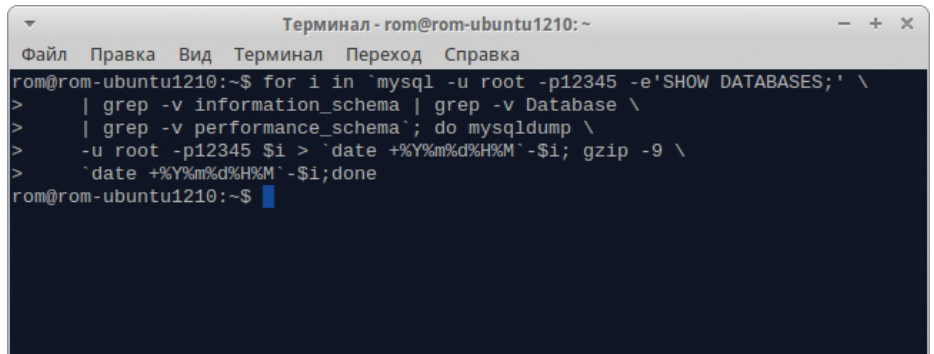 Терминал - rom@rom-ubuntu1210: ~
Файл Правка Вид Терминал Переход Справка
rom@rom-ubuntu1210:~$ for i in `mysql -u root -p12345 -e'SHOW DATABASES;' \
> | grep -v information_schema | grep -v Database \
> | grep -v performance_schema`; do mysqldump \
> -u root -p12345 $i > `date +%Y%m%d%H%M`-$i; gzip -9 \
> `date +%Y%m%d%H%M`-$i;done
rom@rom-ubuntu1210:~$